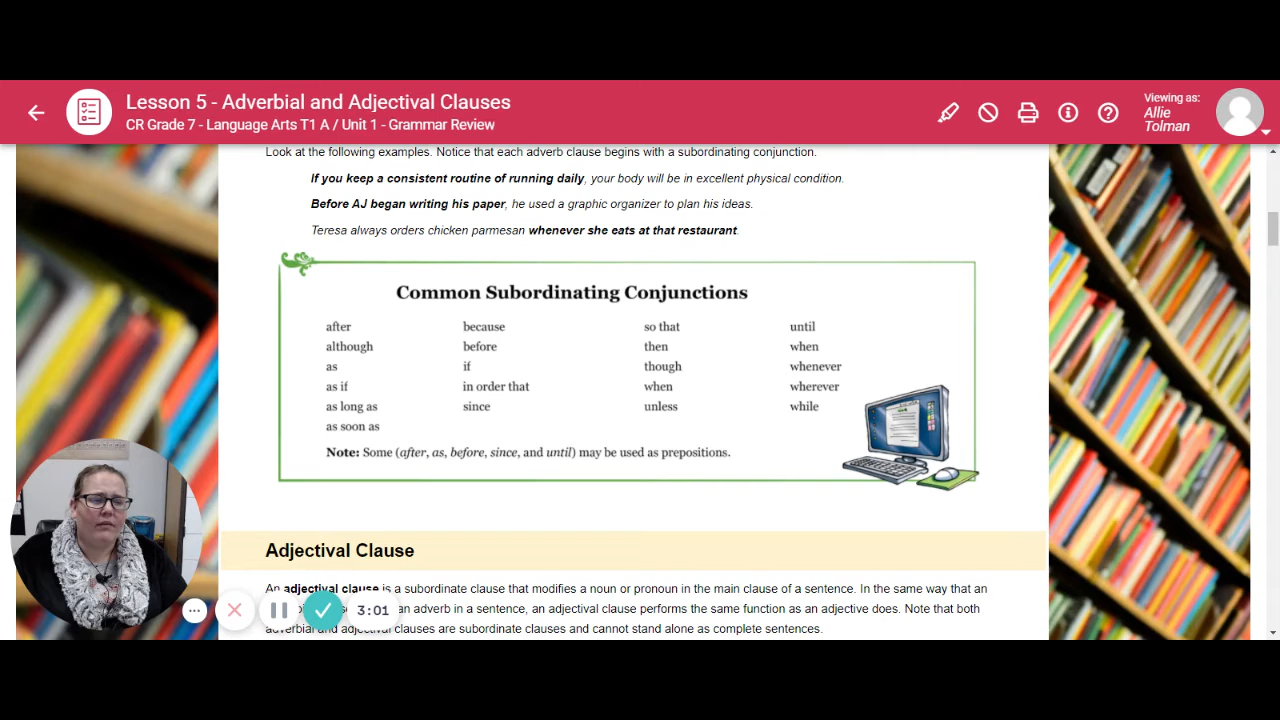 Lesson 5 - Adverbial and Adjectival Clauses
CR Grade 7 - Language Arts T1 A / Unit 1 - Grammar Review
Viewing as:
Allie
Tolman
Look at the following examples. Notice that each adverb clause begins with a subordinating conjunction.
If you keep a consistent routine of running daily, your body will be in excellent physical condition.
Before AJ began writing his paper, he used a graphic organizer to plan his ideas.
Teresa always orders chicken parmesan whenever she eats at that restaurant.
Common Subordinating Conjunctions
after because so that until
although before then when
as if though whenever
as if in order that when wherever
as long as since unless while
as soon as
Note: Some (after, as, before, since, and until) may be used as prepositions.
Adjectival Clause
An adjectival clause is a subordinate clause that modifies a noun or pronoun in the main clause of a sentence. In the same way that an
an adverb in a sentence, an adjectival clause performs the same function as an adjective does. Note that both
adverbial and adjectival clauses are subordinate clauses and cannot stand alone as complete sentences.
3:01